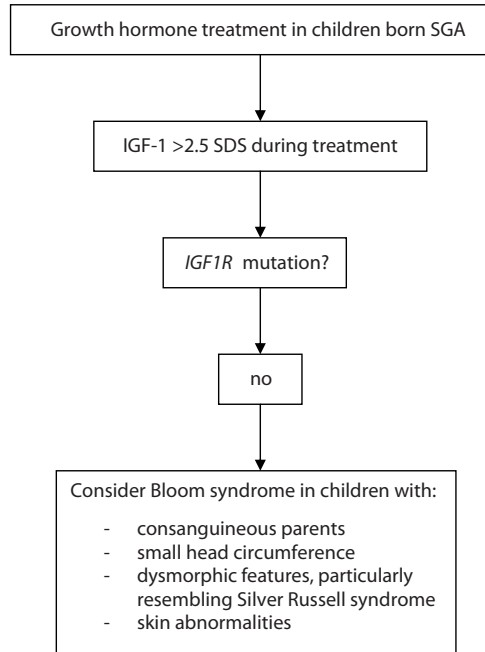 Growth hormone treatment in children born SGA
IGF-1 >2.5 SDS during treatment
IGF1R mutation?
no
Consider Bloom syndrome in children with:
- consanguineous parents
- small head circumference
- dysmorphic features, particularly
resembling Silver Russell syndrome
- skin abnormalities